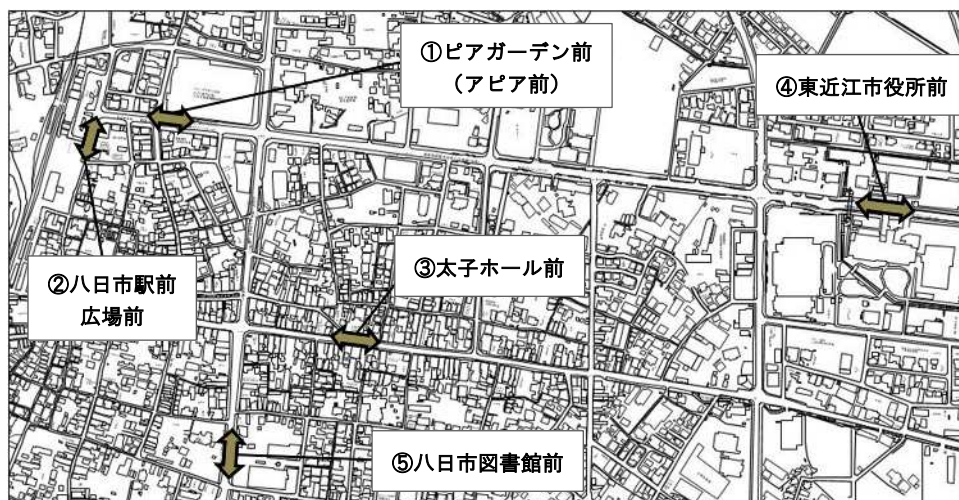 ①ピアガーデン前
（アピア前）
④東近江市役所前
②八日市駅前
広場前
③太子ホール前
⑤八日市図書館前